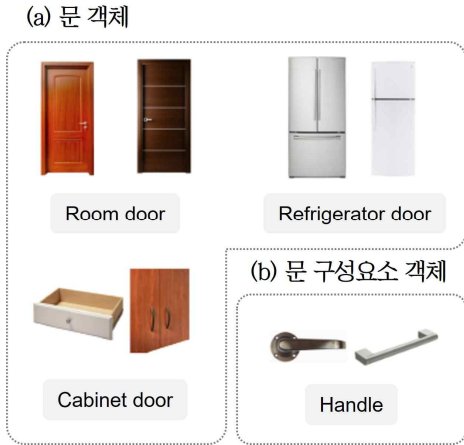 (a) 문 객체
Room door
Refrigerator door
(b) 문 구성요소 객체
Cabinet door
Handle